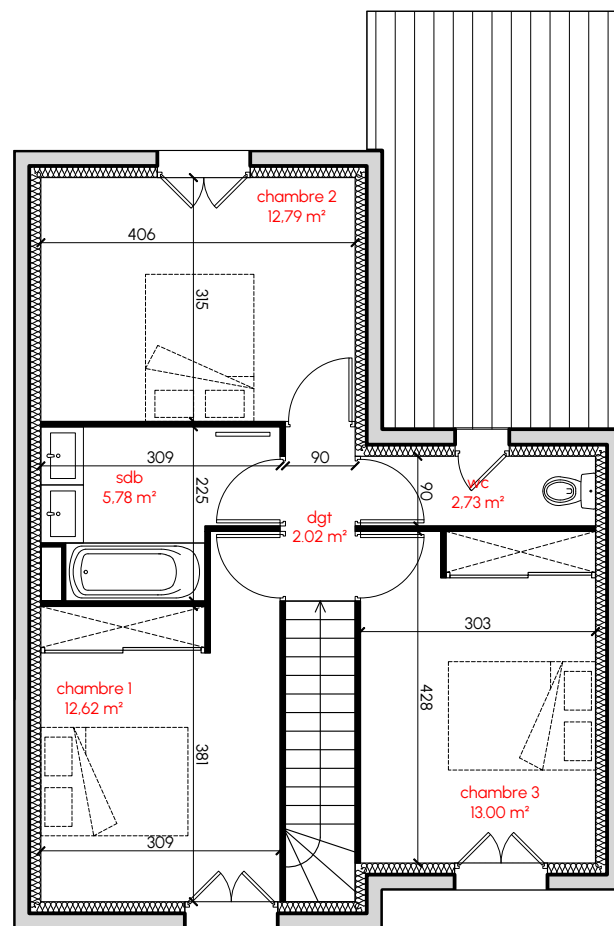 chambre 2
12,79 m²
406
315
309
90
sdb
5,78 m²
225
90
wc
2,73 m²
dgt
2.02 m²
303
chambre 1
12,62 m²
428
381
chambre 3
13.00 m²
309